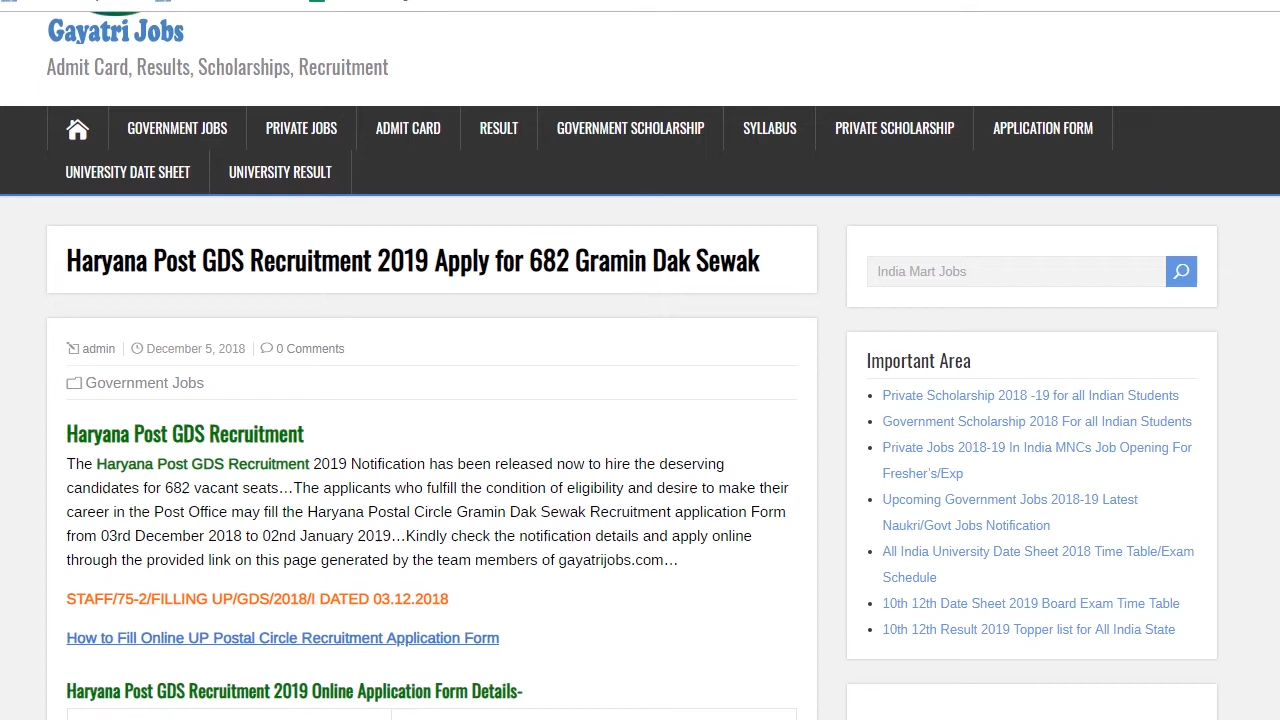 Gayatri Jobs
Admit Card, Results, Scholarships, Recruitment
GOVERNMENT JOBS PRIVATE JOBS ADMIT CARD RESULT GOVERNMENT SCHOLARSHIP SYLLABUS PRIVATE SCHOLARSHIP APPLICATION FORM
UNIVERSITY DATE SHEET UNIVERSITY RESULT
Haryana Post GDS Recruitment 2019 Apply for 682 Gramin Dak Sewak
admin December 5, 2018 0 Comments
Government Jobs
Haryana Post GDS Recruitment
The Haryana Post GDS Recruitment 2019 Notification has been released now to hire the deserving
candidates for 682 vacant seats…The applicants who fulfill the condition of eligibility and desire to make their
career in the Post Office may fill the Haryana Postal Circle Gramin Dak Sewak Recruitment application Form
from 03rd December 2018 to 02nd January 2019…Kindly check the notification details and apply online
through the provided link on this page generated by the team members of gayatrijobs.com…
STAFF/75-2/FILLING UP/GDS/2018/I DATED 03.12.2018
How to Fill Online UP Postal Circle Recruitment Application Form
Haryana Post GDS Recruitment 2019 Online Application Form Details-
India Mart Jobs
Important Area
Private Scholarship 2018 -19 for all Indian Students
Government Scholarship 2018 For all Indian Students
Private Jobs 2018-19 In India MNCs Job Opening For
Fresher’s/Exp
Upcoming Government Jobs 2018-19 Latest
Naukri/Govt Jobs Notification
All India University Date Sheet 2018 Time Table/Exam
Schedule
10th 12th Date Sheet 2019 Board Exam Time Table
10th 12th Result 2019 Topper list for All India State